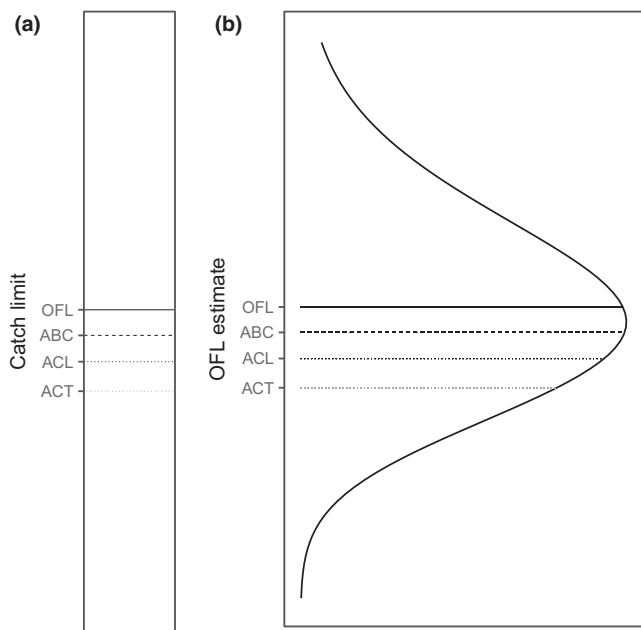 (a)
Catch limit
OFL
ABC
ACL
ACT
(b)
OFL estimate
OFL
ABC
ACL
ACT